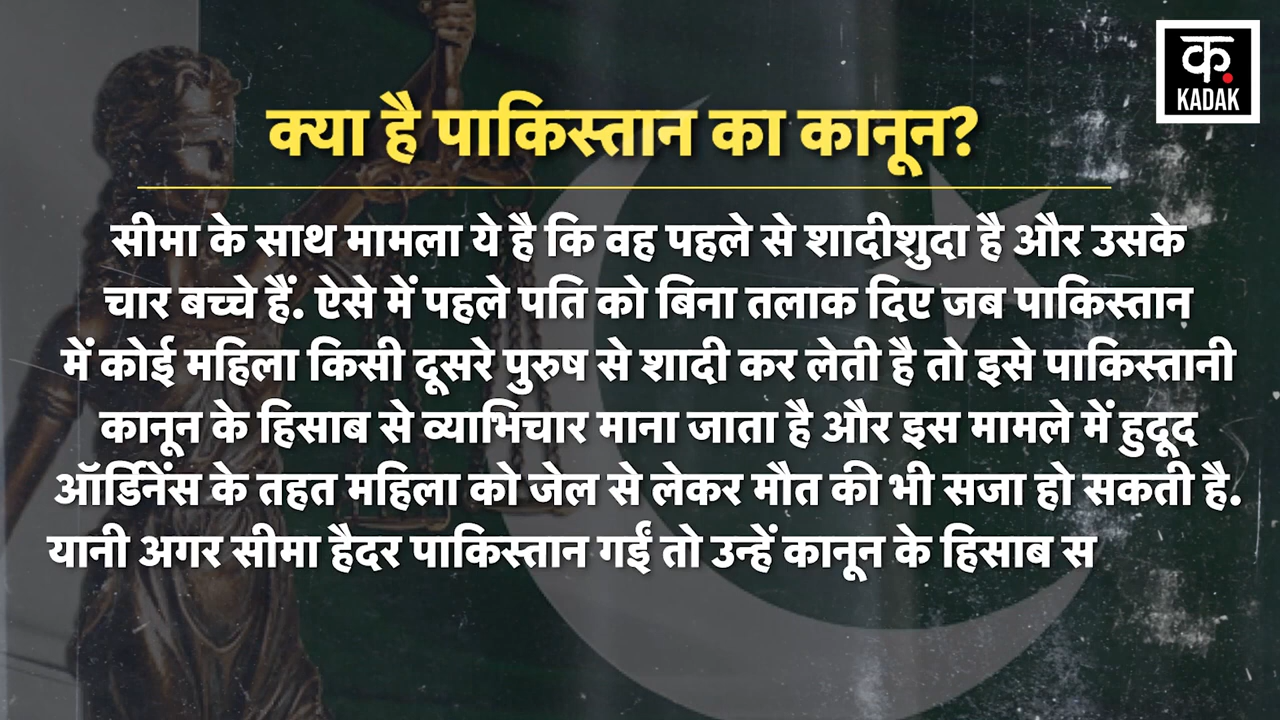 क
KADAK
क्या है पाकिस्तान का कानून?
सीमा के साथ मामला ये है कि वह पहले से शादीशुदा है और उसके
चार बच्चे हैं. ऐसे में पहले पति को बिना तलाक दिए जब पाकिस्तान
में कोई महिला किसी दूसरे पुरुष से शादी कर लेती है तो इसे पाकिस्तानी
कानून के हिसाब से व्याभिचार माना जाता है और इस मामले में हुदूद
ऑर्डिनेंस के तहत महिला को जेल से लेकर मौत की भी सजा हो सकती है.
यानी अगर सीमा हैदर पाकिस्तान गईं तो उन्हें कानून के हिसाब स